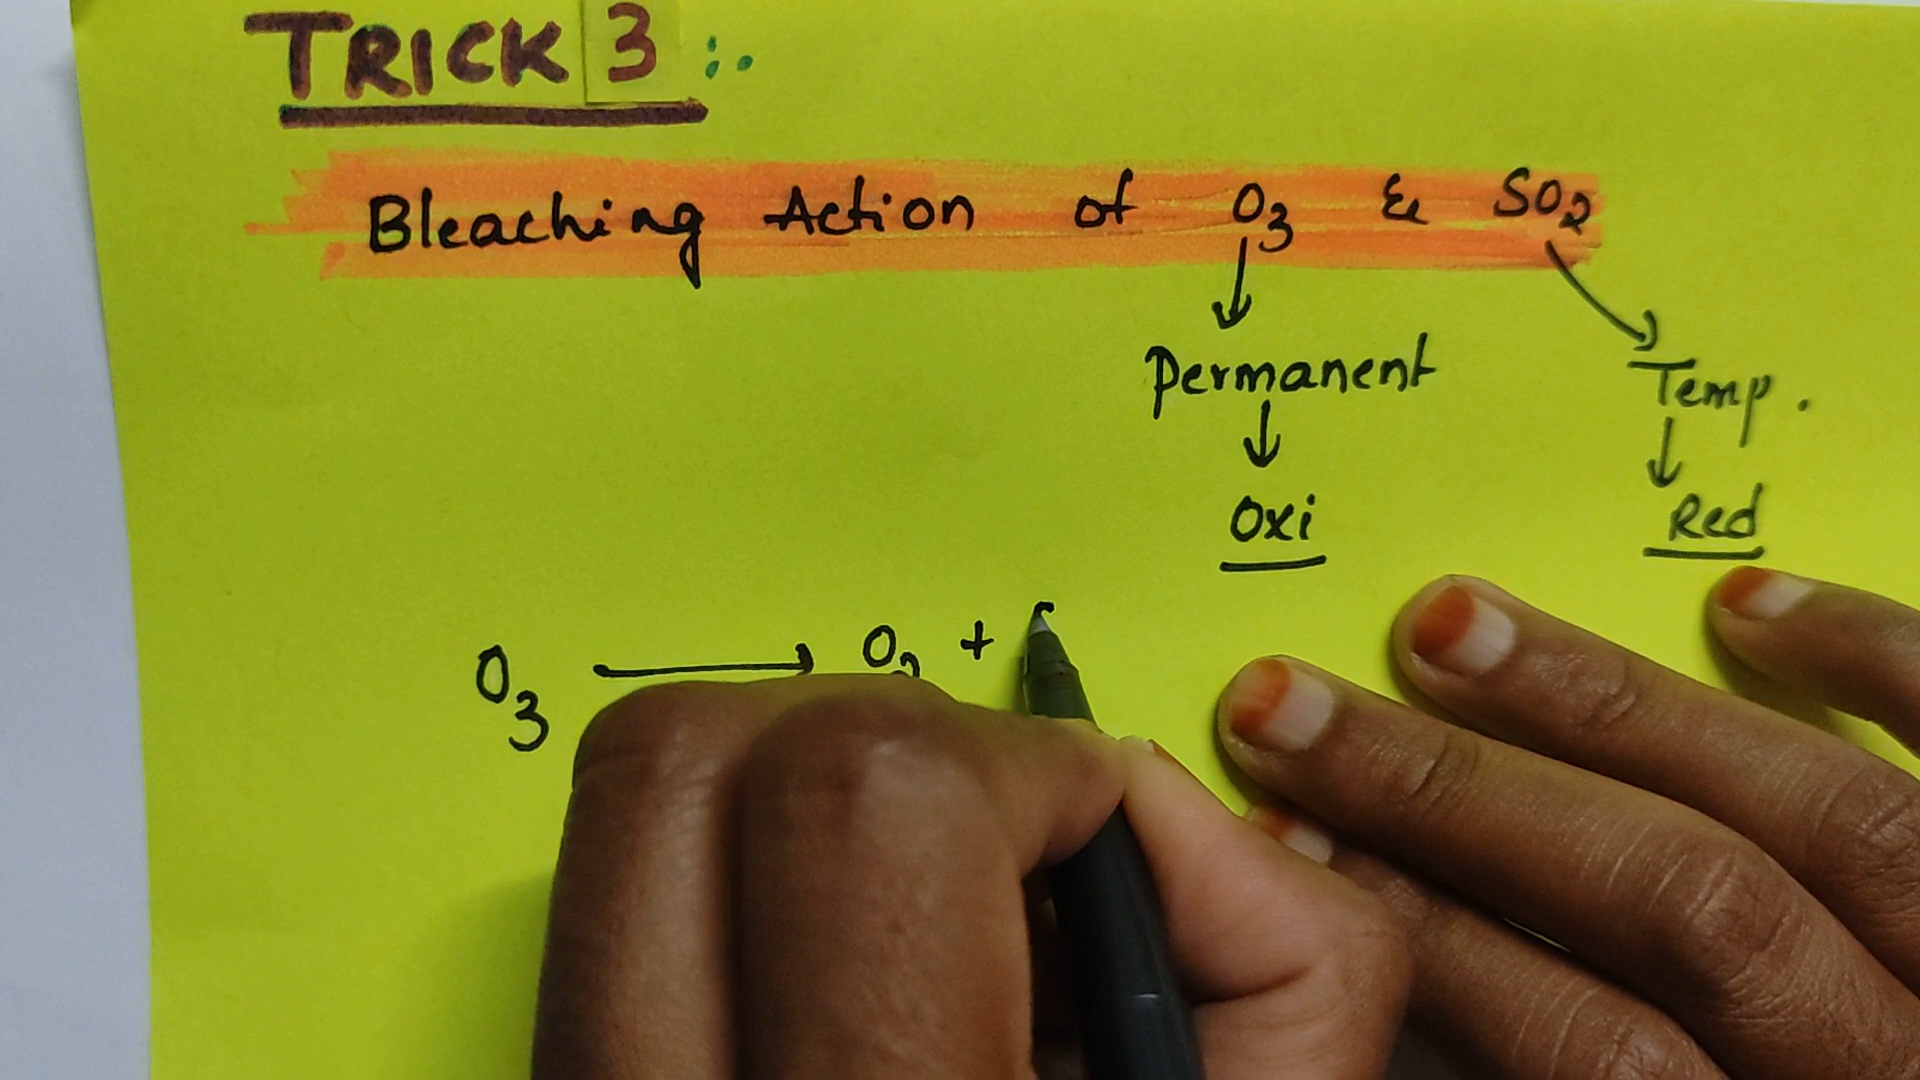 TRICK 3 :.
Bleaching Action of O3 & SO2
Permanent
Temp.
Oxi
Red
O3 → O2 +